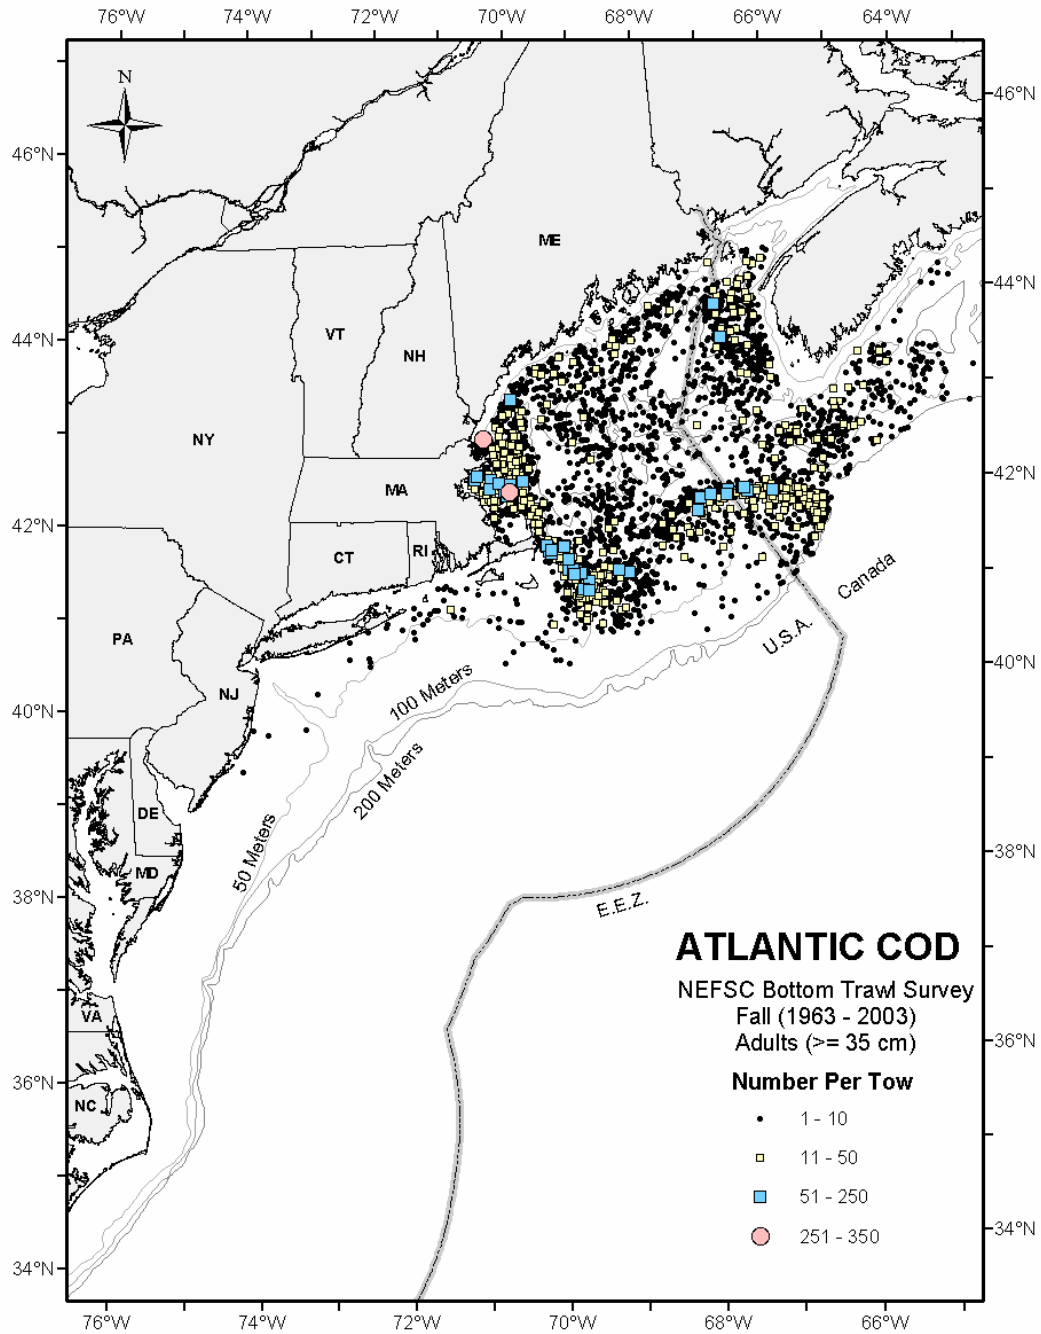 76°W 74°W 72°W 70°W 68°W 66°W 64°W
N
46°N
46°N
ME
44°N
VT
44°N
NH
NY
42°N
MA
42°N
RI
CT
Canada
PA
U.S.A.
40°N
NJ
100 Meters
40°N
200 Meters
DE
50 Meters
38°N
MD
38°N
E.E.Z.
ATLANTIC COD
NEFSC Bottom Trawl Survey
VA
Fall (1963 - 2003)
36°N
Adults (>= 35 cm)
36°N
Number Per Tow
NC
1 - 10
11 - 50
51 - 250
34°N
251 - 350
34°N
76°W 74°W 72°W 70°W 68°W 66°W